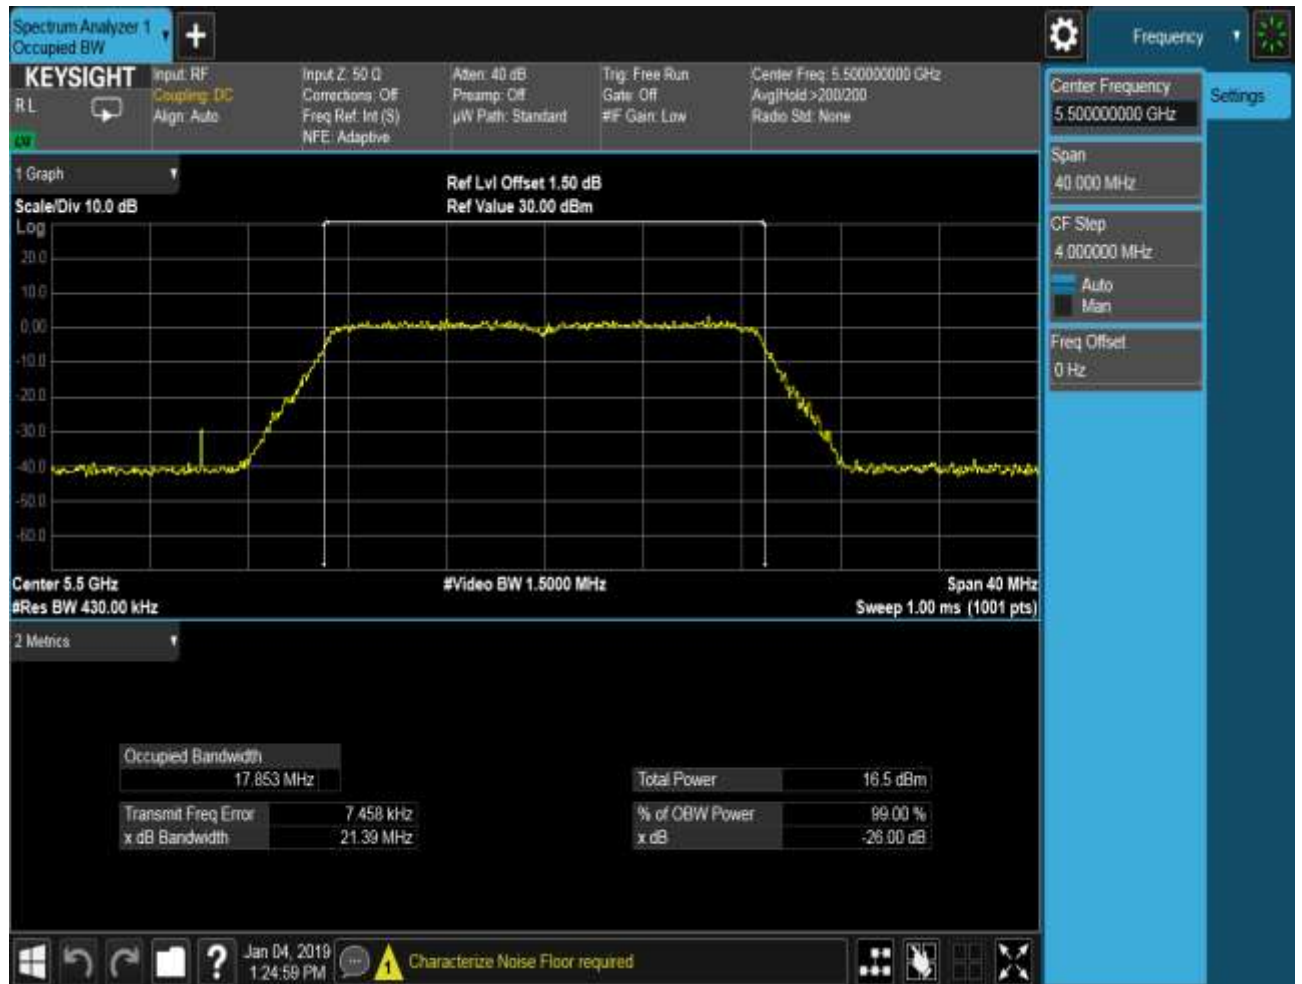 Spectrum Analyzer 1
Occupied BW
Frequency
KEYSIGHT
R L
Input: RF
Coupling: DC
Align: Auto
Input Z: 50 Ω
Corrections: Off
Freq Ref: Int (S)
NFE: Adaptive
Atten: 40 dB
Preamp: Off
µW Path: Standard
Trig: Free Run
Gate: Off
#IF Gain: Low
Center Freq: 5.500000000 GHz
Avg|Hold:>200/200
Radio Std: None
Center Frequency
5.500000000 GHz
Settings
Span
40.000 MHz
CF Step
4.000000 MHz
Auto
Man
Freq Offset
0 Hz
1 Graph
Scale/Div 10.0 dB
Ref Lvl Offset 1.50 dB
Ref Value 30.00 dBm
Log
20.0
10.0
0.00
-10.0
-20.0
-30.0
-40.0
-50.0
-60.0
Center 5.5 GHz
#Video BW 1.5000 MHz
Span 40 MHz
#Res BW 430.00 kHz
Sweep 1.00 ms (1001 pts)
2 Metrics
Occupied Bandwidth
17.853 MHz
Total Power 16.5 dBm
Transmit Freq Error 7.458 kHz
% of OBW Power 99.00 %
x dB Bandwidth 21.39 MHz
x dB -26.00 dB
?
Jan 04, 2019
1:24:59 PM
1
Characterize Noise Floor required